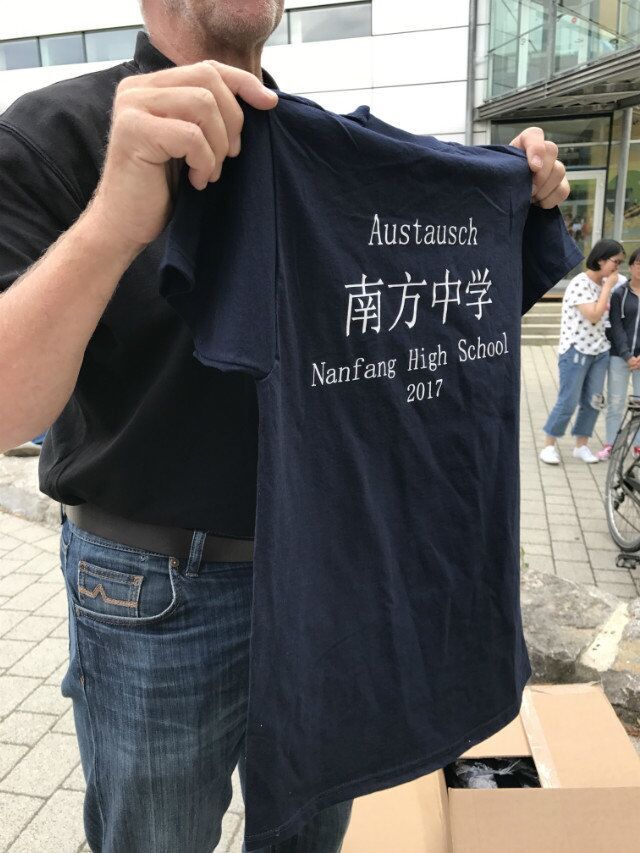 Austausch
南方中学
Nanfang High School
2017